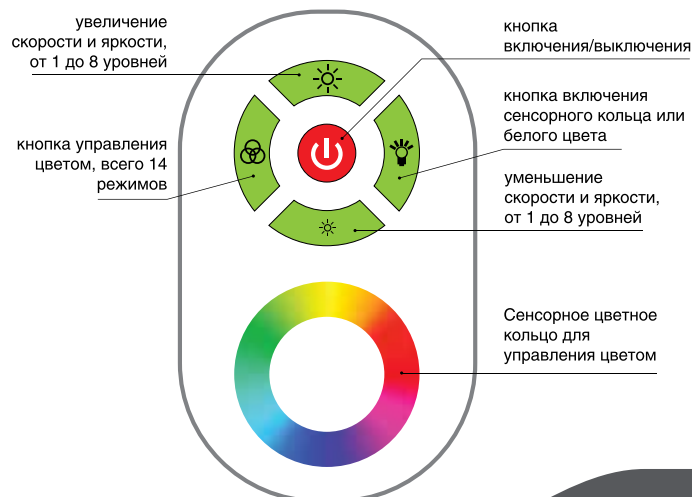 увеличение
скорости и яркости,
от 1 до 8 уровней
кнопка
включения/выключения
кнопка включения
сенсорного кольца или
белого цвета
кнопка управления
цветом, всего 14
режимов
уменьшение
скорости и яркости,
от 1 до 8 уровней
Сенсорное цветное
кольцо для
управления цветом